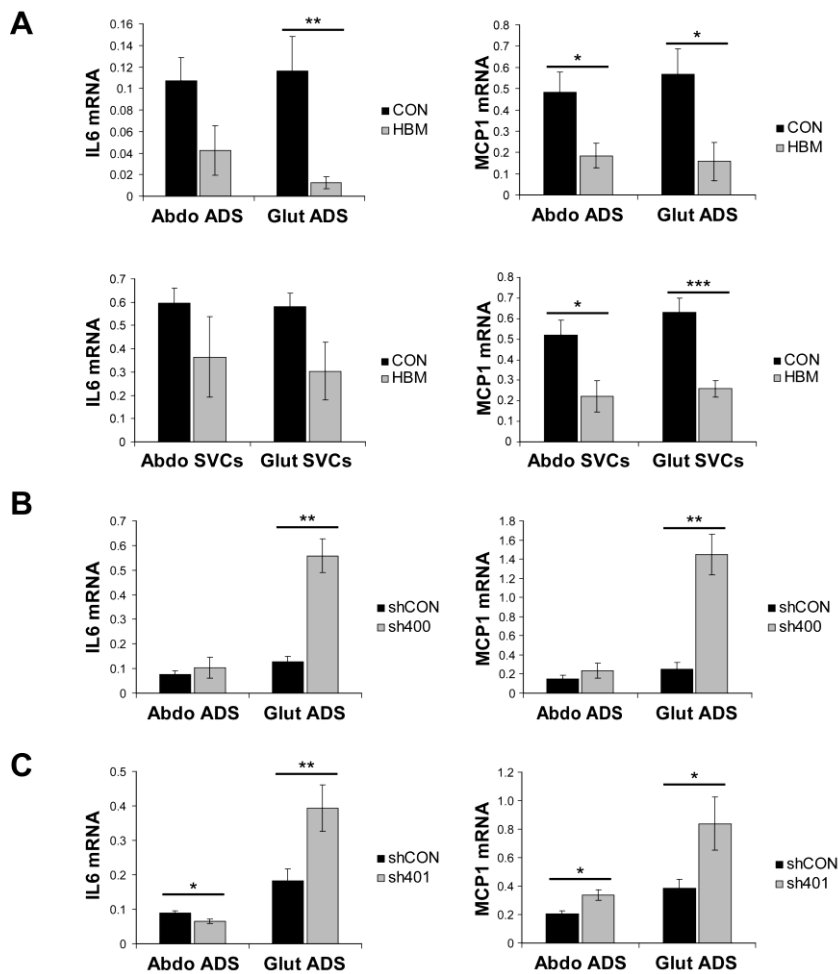 A
IL6 mRNA
0.16
0.12
0.1
0.08
0.06
0.04
0.02
0
**
Abdo ADS Glut ADS
CON
HBM
MCP1 mRNA
0.8
0.7
0.6
0.5
0.4
0.3
0.2
0.1
0
*
*
Abdo ADS Glut ADS
CON
HBM
IL6 mRNA
0.7
0.6
0.5
0.4
0.3
0.2
0.1
0
Abdo SVCs Glut SVCs
CON
HBM
MCP1 mRNA
0.8
0.7
0.6
0.5
0.4
0.3
0.2
0.1
0
*
***
Abdo SVCs Glut SVCs
CON
HBM
B
IL6 mRNA
0.7
0.6
0.5
0.4
0.3
0.2
0.1
0
**
Abdo ADS Glut ADS
shCON
sh400
MCP1 mRNA
1.8
1.6
1.4
1.2
1
0.8
0.6
0.4
0.2
0
**
Abdo ADS Glut ADS
shCON
sh400
C
IL6 mRNA
0.5
0.4
0.3
0.2
0.1
0
*
**
Abdo ADS Glut ADS
shCON
sh401
MCP1 mRNA
1.2
1.0
0.8
0.6
0.4
0.2
0
*
*
Abdo ADS Glut ADS
shCON
sh401